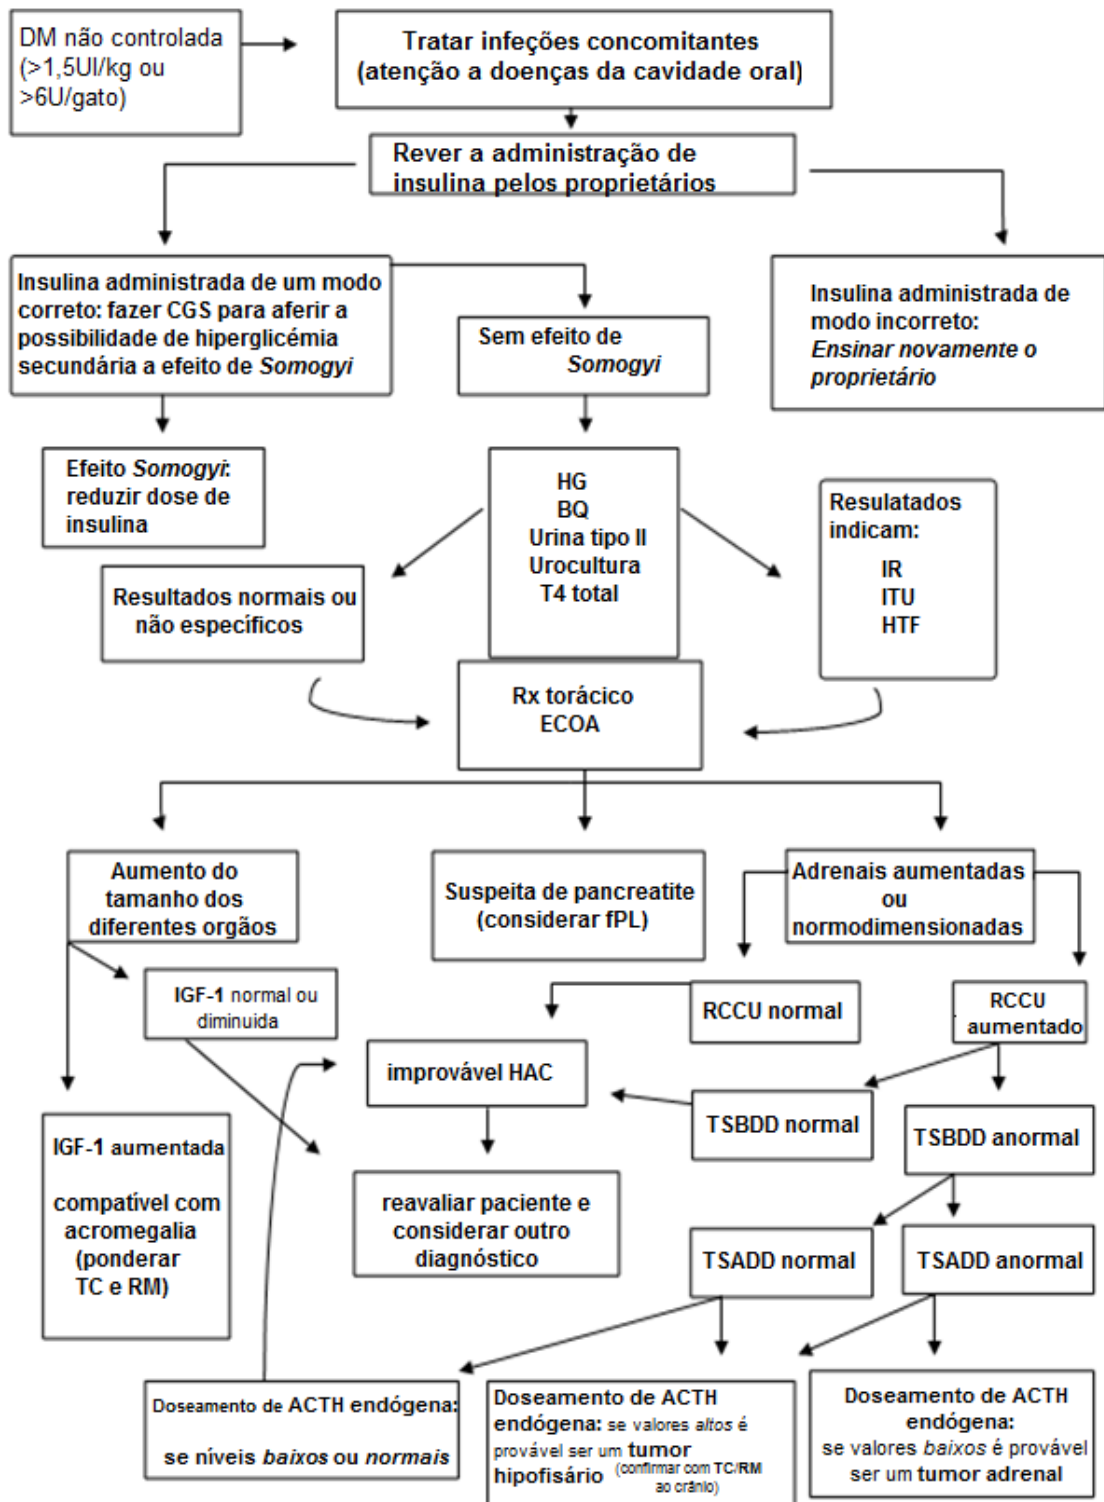 DM não controlada
(>1,5UI/kg ou
>6U/gato)
Tratar infeções concomitantes
(atenção a doenças da cavidade oral)
Rever a administração de
insulina pelos proprietários
Insulina administrada de um modo
correto: fazer CGS para aferir a
possibilidade de hiperglicémia
secundária a efeito de Somogyi
Sem efeito de
Somogyi
Insulina administrada de
modo incorreto:
Ensinar novamente o
proprietário
Efeito Somogyi:
reduzir dose de
insulina
HG
BQ
Urina tipo II
Urocultura
T4 total
Resulatados
indicam:
IR
ITU
HTF
Resultados normais ou
não específicos
Rx torácico
ECOA
Aumento do
tamanho dos
diferentes orgãos
Suspeita de pancreatite
(considerar fPL)
Adrenais aumentadas
ou
normodimensionadas
IGF-1 normal ou
diminuida
RCCU normal
RCCU
aumentado
improvável HAC
TSBDD normal
TSBDD anormal
IGF-1 aumentada
compatível com
acromegalia
(ponderar
TC e RM)
reavaliar paciente e
considerar outro
diagnóstico
TSADD normal
TSADD anormal
Doseamento de ACTH endógena:
se níveis baixos ou normais
Doseamento de ACTH
endógena: se valores altos é
provável ser um tumor
hipofisário (confirmar com TC/RM
ao crânio)
Doseamento de ACTH
endógena:
se valores baixos é provável
ser um tumor adrenal